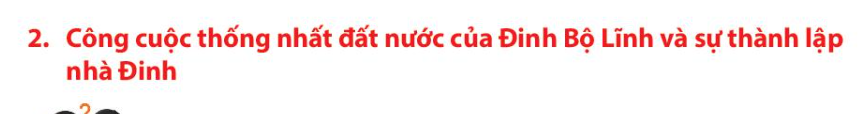 2. Công cuộc thống nhất đất nước của Đinh Bộ Lĩnh và sự thành lập
nhà Đinh
?